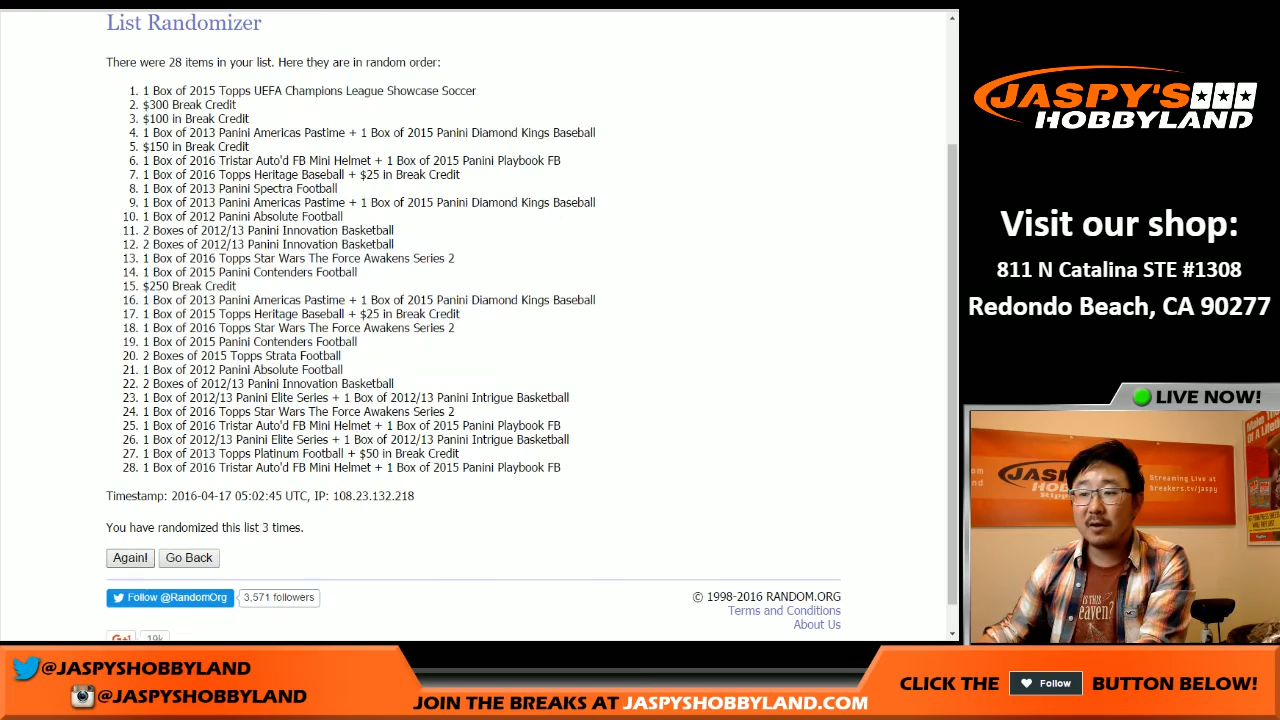 List Randomizer
There were 28 items in your list. Here they are in random order:
1. 1 Box of 2015 Topps UEFA Champions League Showcase Soccer
2. $300 Break Credit
3. $100 in Break Credit
4. 1 Box of 2013 Panini Americas Pastime + 1 Box of 2015 Panini Diamond Kings Baseball
5. $150 in Break Credit
6. 1 Box of 2016 Tristar Auto'd FB Mini Helmet + 1 Box of 2015 Panini Playbook FB
7. 1 Box of 2016 Topps Heritage Baseball + $25 in Break Credit
8. 1 Box of 2013 Panini Spectra Football
9. 1 Box of 2013 Panini Americas Pastime + 1 Box of 2015 Panini Diamond Kings Baseball
10. 1 Box of 2012 Panini Absolute Football
11. 2 Boxes of 2012/13 Panini Innovation Basketball
12. 2 Boxes of 2012/13 Panini Innovation Basketball
13. 1 Box of 2016 Topps Star Wars The Force Awakens Series 2
14. 1 Box of 2015 Panini Contenders Football
15. $250 Break Credit
16. 1 Box of 2013 Panini Americas Pastime + 1 Box of 2015 Panini Diamond Kings Baseball
17. 1 Box of 2015 Topps Heritage Baseball + $25 in Break Credit
18. 1 Box of 2016 Topps Star Wars The Force Awakens Series 2
19. 1 Box of 2015 Panini Contenders Football
20. 2 Boxes of 2015 Topps Strata Football
21. 1 Box of 2012 Panini Absolute Football
22. 2 Boxes of 2012/13 Panini Innovation Basketball
23. 1 Box of 2012/13 Panini Elite Series + 1 Box of 2012/13 Panini Intrigue Basketball
24. 1 Box of 2016 Topps Star Wars The Force Awakens Series 2
25. 1 Box of 2016 Tristar Auto'd FB Mini Helmet + 1 Box of 2015 Panini Playbook FB
26. 1 Box of 2012/13 Panini Elite Series + 1 Box of 2012/13 Panini Intrigue Basketball
27. 1 Box of 2013 Topps Platinum Football + $50 in Break Credit
28. 1 Box of 2016 Tristar Auto'd FB Mini Helmet + 1 Box of 2015 Panini Playbook FB
Timestamp: 2016-04-17 05:02:45 UTC, IP: 108.23.132.218
You have randomized this list 3 times.
Again! Go Back
Follow @RandomOrg 3,571 followers
© 1998-2016 RANDOM.ORG
Terms and Conditions
About Us
JASPY'S
HOBBYLAND
Visit our shop:
811 N Catalina STE #1308
Redondo Beach, CA 90277
LIVE NOW!
Streaming Live at
breakers.tv/jaspy
IS THIS
Heaven?
@JASPYSHOBBYLAND
@JASPYSHOBBYLAND
JOIN THE BREAKS AT JASPYSHOBBYLAND.COM
CLICK THE Follow BUTTON BELOW!